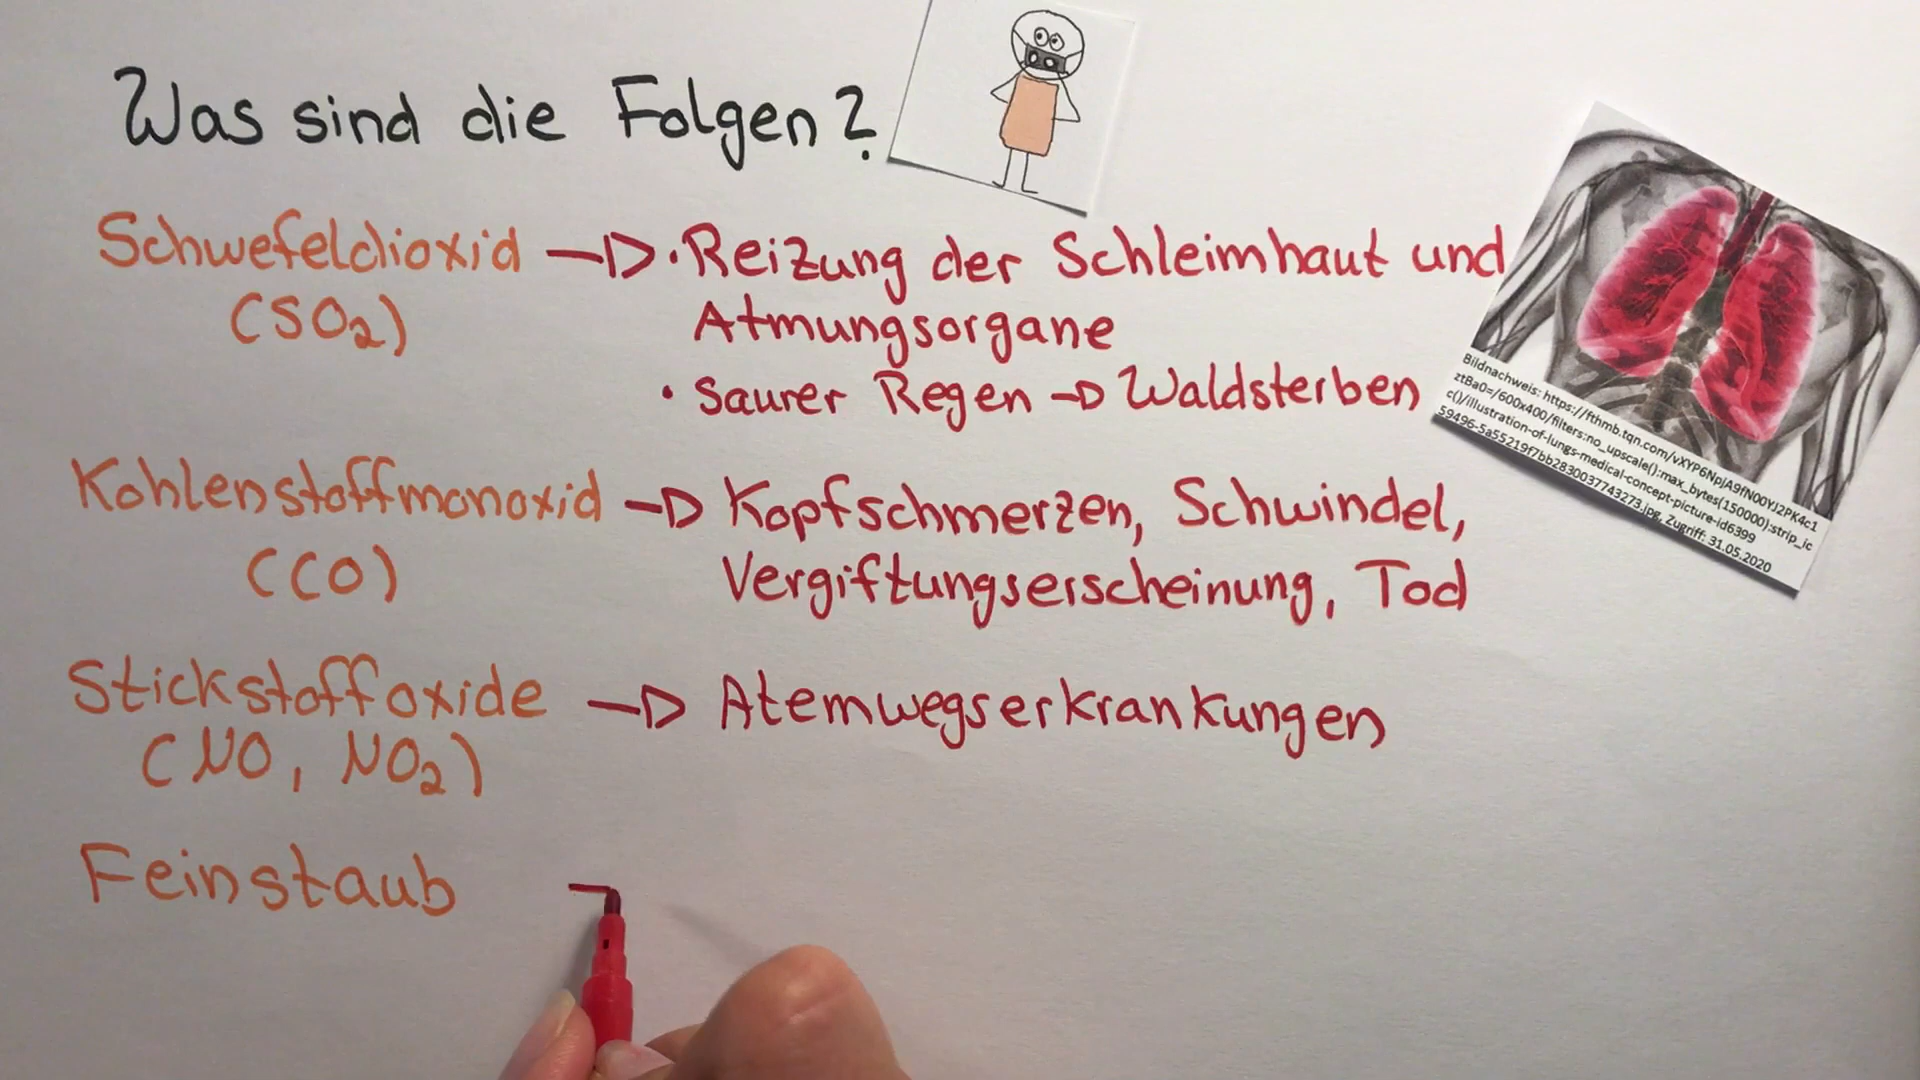 Was sind die Folgen?
Schwefeldioxid → • Reizung der Schleimhaut und
(SO₂) Atmungsorgane
• saurer Regen → Waldsterben
Kohlenstoffmonoxid → Kopfschmerzen, Schwindel,
(CO) Vergiftungserscheinung, Tod
Stickstoffoxide → Atemwegserkrankungen
(NO, NO₂)
Feinstaub
Bildnachweis: https://fthmb.tqn.com/vXYP6NpjA9fN00YJ2PK4c1
ztBa0=/600x400/filters:no_upscale():max_bytes(150000):strip_ic
c()/illustration-of-lungs-medical-concept-picture-id6399
59496-5a55219f7bb2830037743273.jpg, Zugriff: 31.05.2020